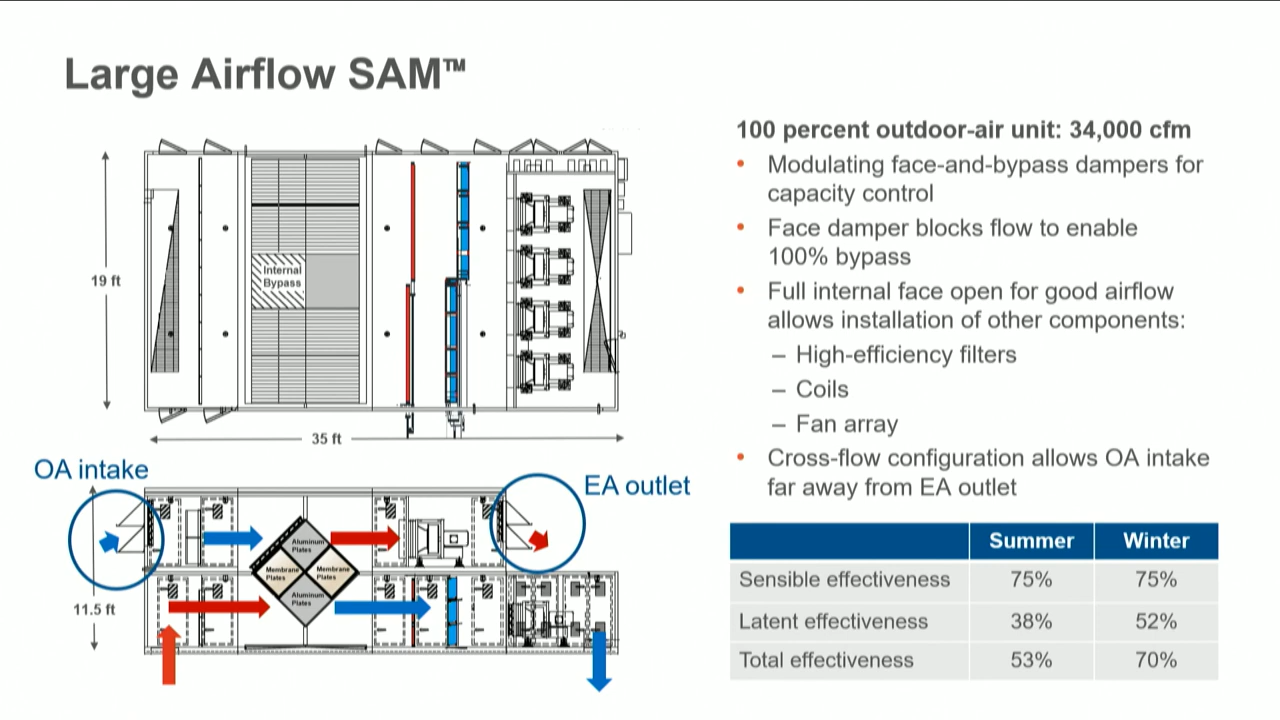 Large Airflow SAM™
19 ft
Internal
Bypass
35 ft
OA intake
EA outlet
Aluminum
Plates
Membrane
Plates
Membrane
Plates
Aluminum
Plates
11.5 ft
100 percent outdoor-air unit: 34,000 cfm
• Modulating face-and-bypass dampers for
capacity control
• Face damper blocks flow to enable
100% bypass
• Full internal face open for good airflow
allows installation of other components:
– High-efficiency filters
– Coils
– Fan array
• Cross-flow configuration allows OA intake
far away from EA outlet
Summer Winter
Sensible effectiveness 75% 75%
Latent effectiveness 38% 52%
Total effectiveness 53% 70%